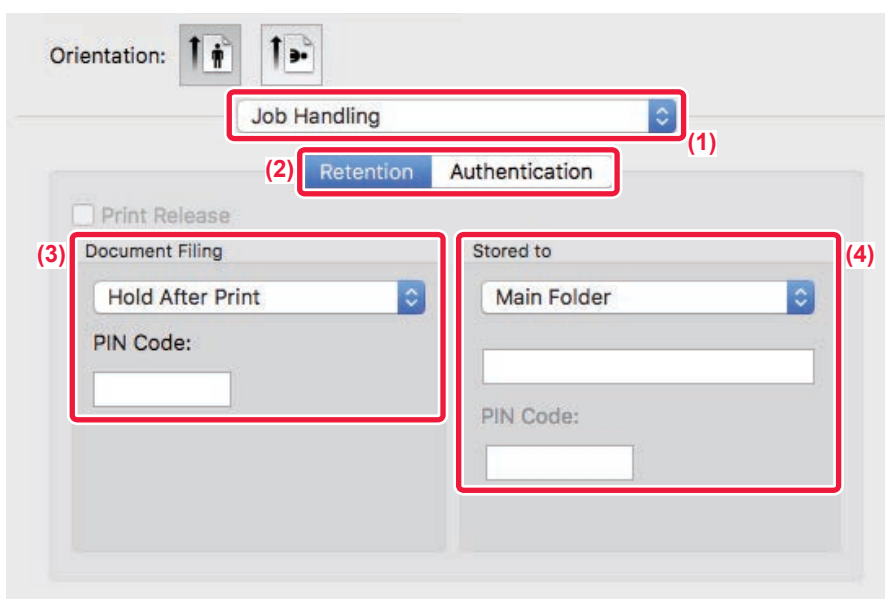 Orientation:
Job Handling
(1)
(2) Retention Authentication
Print Release
(3) Document Filing
Hold After Print
PIN Code:
Stored to (4)
Main Folder
PIN Code: